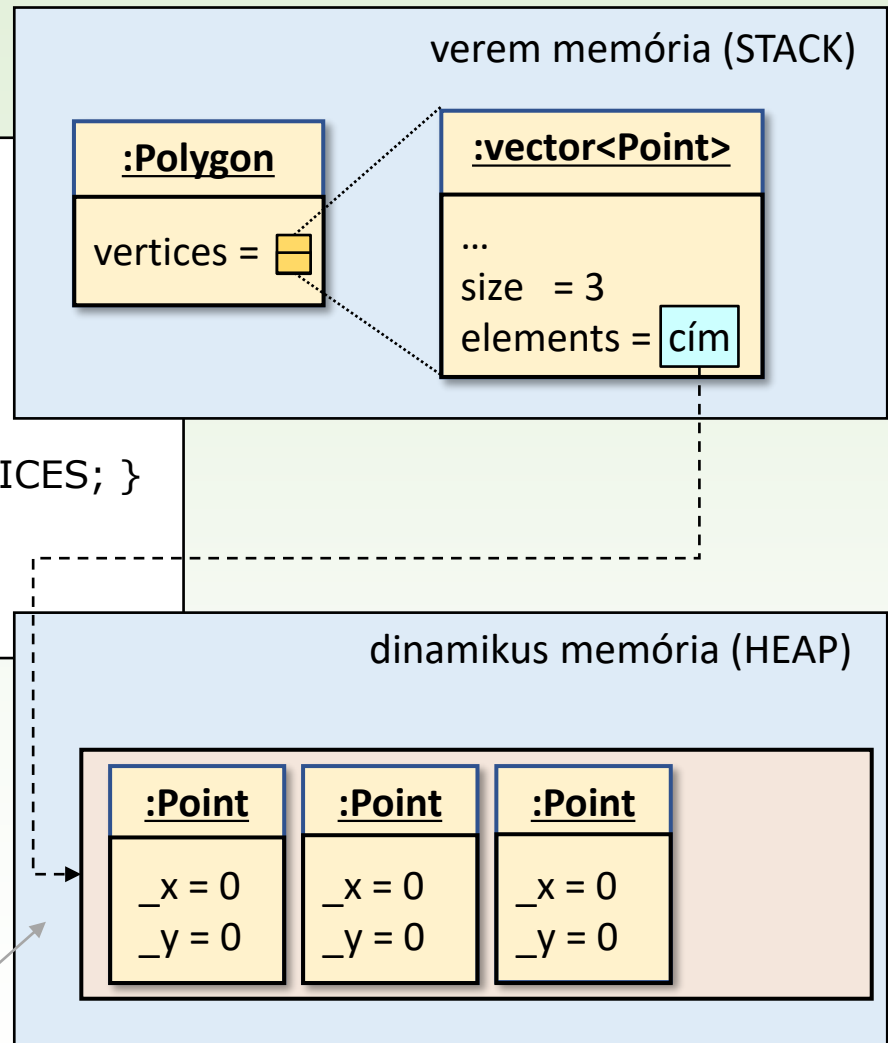 verem memória (STACK)
:Polygon
vertices =
:vector<Point>
...
size = 3
elements = cím
ICES; }
dinamikus memória (HEAP)
:Point :Point :Point
_x = 0 _x = 0 _x = 0
_y = 0 _y = 0 _y = 0